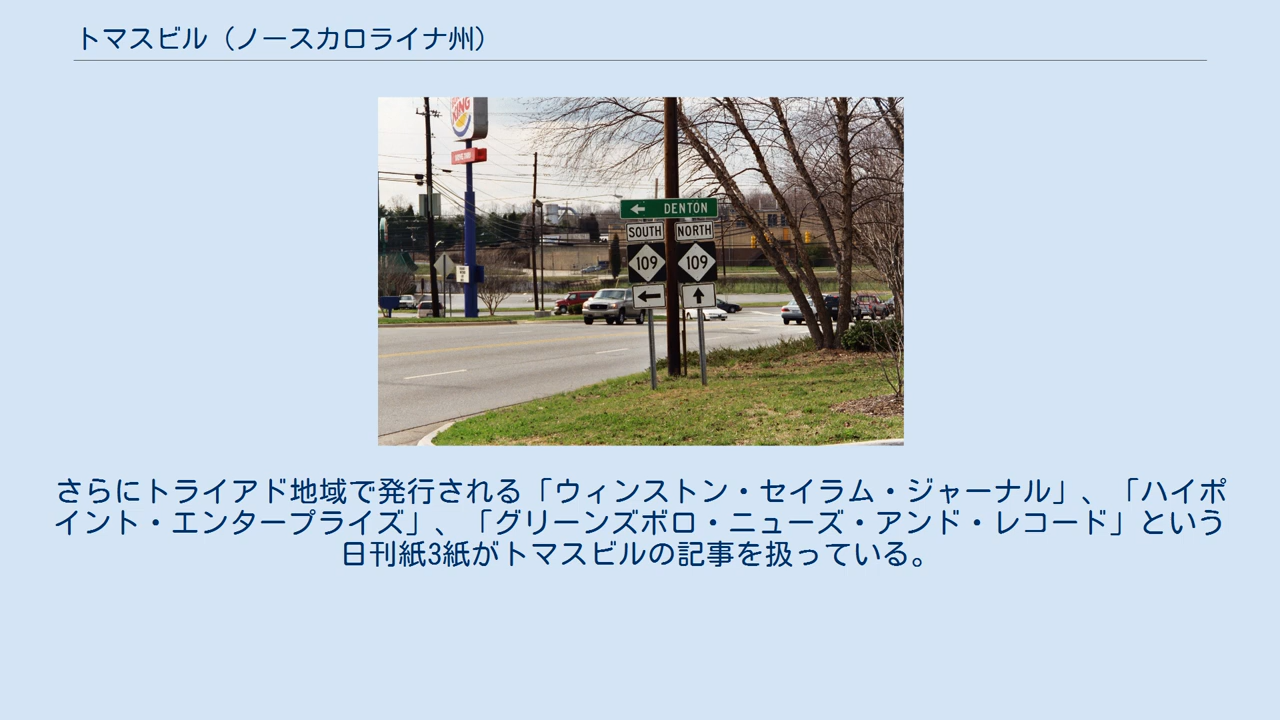 トマスビル（ノースカロライナ州）
KING
DENTON
SOUTH
NORTH
109
109
さらにトライアド地域で発行される「ウィンストン・セイラム・ジャーナル」、「ハイポ
イント・エンタープライズ」、「グリーンズボロ・ニューズ・アンド・レコード」という
日刊紙3紙がトマスビルの記事を扱っている。